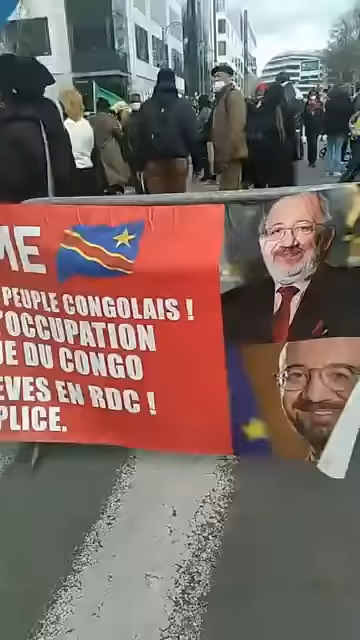 ME
PEUPLE CONGOLAIS !
L'OCCUPATION
UE DU CONGO
EVES EN RDC !
PLICE.